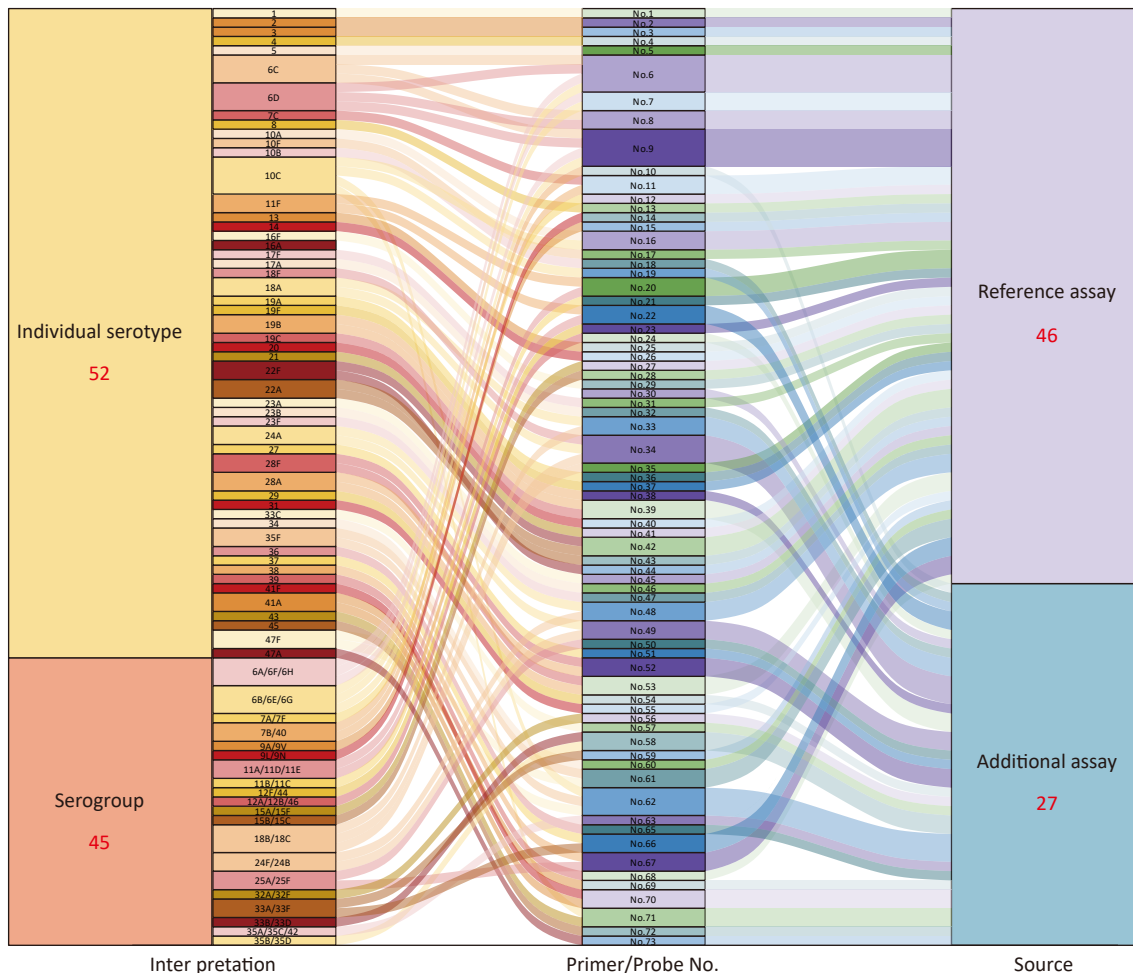 Individual serotype
52
Serogroup
45
1
2
3
4
5
6C
6D
7C
8
10A
10F
10B
10C
11F
13
14
16F
16A
17F
17A
18F
18A
19A
19F
19B
19C
20
21
22F
22A
23A
23B
23F
24A
27
28F
28A
29
31
33C
34
35F
36
37
38
39
41F
41A
43
45
47F
47A
6A/6F/6H
6B/6E/6G
7A/7F
7B/40
9A/9V
9L/9N
11A/11D/11E
11B/11C
12F/44
12A/12B/46
15A/15F
15B/15C
18B/18C
24F/24B
25A/25F
32A/32F
33A/33F
33B/33D
35A/35C/42
35B/35D
No.1
No.2
No.3
No.4
No.5
No.6
No.7
No.8
No.9
No.10
No.11
No.12
No.13
No.14
No.15
No.16
No.17
No.18
No.19
No.20
No.21
No.22
No.23
No.24
No.25
No.26
No.27
No.28
No.29
No.30
No.31
No.32
No.33
No.34
No.35
No.36
No.37
No.38
No.39
No.40
No.41
No.42
No.43
No.44
No.45
No.46
No.47
No.48
No.49
No.50
No.51
No.52
No.53
No.54
No.55
No.56
No.57
No.58
No.59
No.60
No.61
No.62
No.63
No.65
No.66
No.67
No.68
No.69
No.70
No.71
No.72
No.73
Reference assay
46
Additional assay
27
Inter pretation
Primer/Probe No.
Source